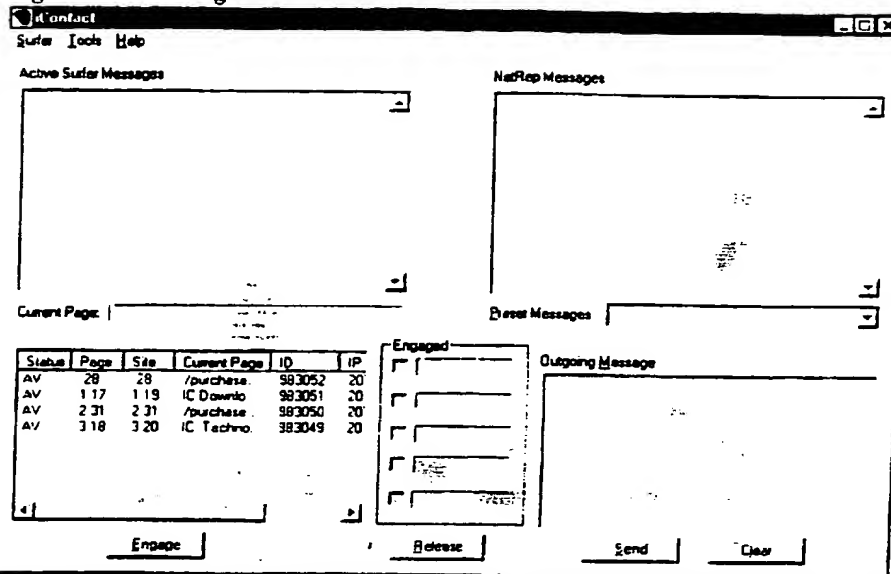 iContact
Surfer Tools Help
Active Surfer Messages
NetRep Messages
Current Page:
Preset Messages
Status Page Site Current Page ID IP
AV 28 28 /purchase. 983052 20
AV 1 17 1 19 IC Downlo 983051 20
AV 2 31 2 31 /purchase . 983050 20
AV 3 18 3 20 IC Techno. 983049 20
Engaged
Outgoing Message
Engage
Release
Send
Clear